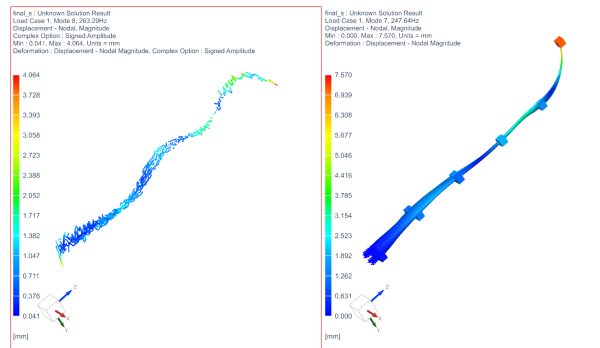 final_s : Unknown Solution Result
Load Case 1, Mode 8, 263.29Hz
Displacement - Nodal, Magnitude
Complex Option : Signed Amplitude
Min : 0.041, Max : 4.064, Units = mm
Deformation : Displacement - Nodal Magnitude, Complex Option : Signed Amplitude
4.064
3.728
3.393
3.058
2.723
2.388
2.052
1.717
1.382
1.047
0.711
0.376
0.041
[mm]
Z
X
Y
final_s : Unknown Solution Result
Load Case 1, Mode 7, 247.64Hz
Displacement - Nodal, Magnitude
Min : 0.000, Max : 7.570, Units = mm
Deformation : Displacement - Nodal Magnitude
7.570
6.939
6.308
5.677
5.046
4.416
3.785
3.154
2.523
1.892
1.262
0.631
0.000
[mm]
Z
X
Y